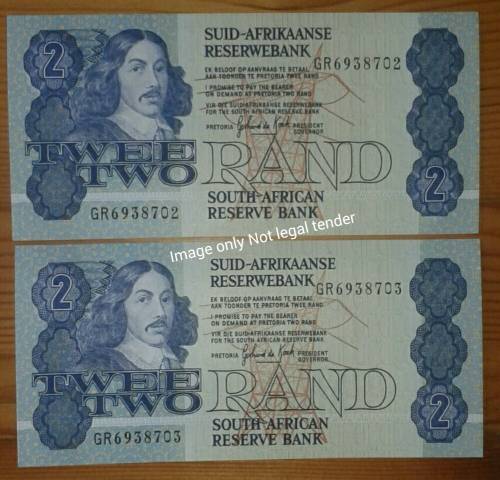 2
SUID-AFRIKAANSE
RESERWEBANK
GR6938702
EK BELOOF OP AANVRAAG TE BETAAL
AAN TOONDER TE PRETORIA TWEE RAND
I PROMISE TO PAY THE BEARER
ON DEMAND AT PRETORIA TWO RAND
VIR DIE SUID-AFRIKAANSE RESERWEBANK
FOR THE SOUTH AFRICAN RESERVE BANK
PRETORIA PRESIDENT
GOVERNOR
TWEE
TWO RAND
2
GR6938702
SOUTH AFRICAN
RESERVE BANK
Image only Not legal tender
2
SUID-AFRIKAANSE
RESERWEBANK
GR6938703
EK BELOOF OP AANVRAAG TE BETAAL
AAN TOONDER TE PRETORIA TWEE RAND
I PROMISE TO PAY THE BEARER
ON DEMAND AT PRETORIA TWO RAND
VIR DIE SUID-AFRIKAANSE RESERWEBANK
FOR THE SOUTH AFRICAN RESERVE BANK
PRETORIA PRESIDENT
GOVERNOR
TWEE
TWO RAND
2
GR6938703
SOUTH AFRICAN
RESERVE BANK